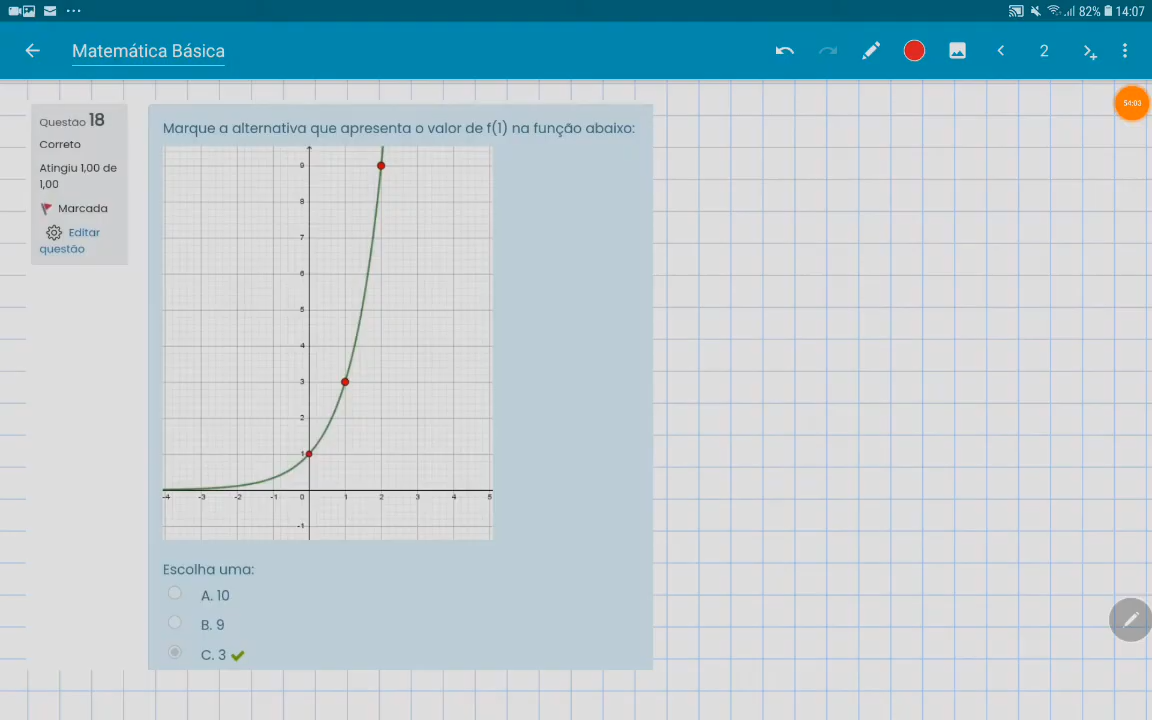 82% 14:07
Matemática Básica
2
54:03
Questão 18
Correto
Atingiu 1,00 de
1,00
Marcada
Editar
questão
Marque a alternativa que apresenta o valor de f(1) na função abaixo:
9
8
7
6
5
4
3
2
1
-4 -3 -2 -1 0 1 2 3 4 5
-1
Escolha uma:
A. 10
B. 9
C. 3